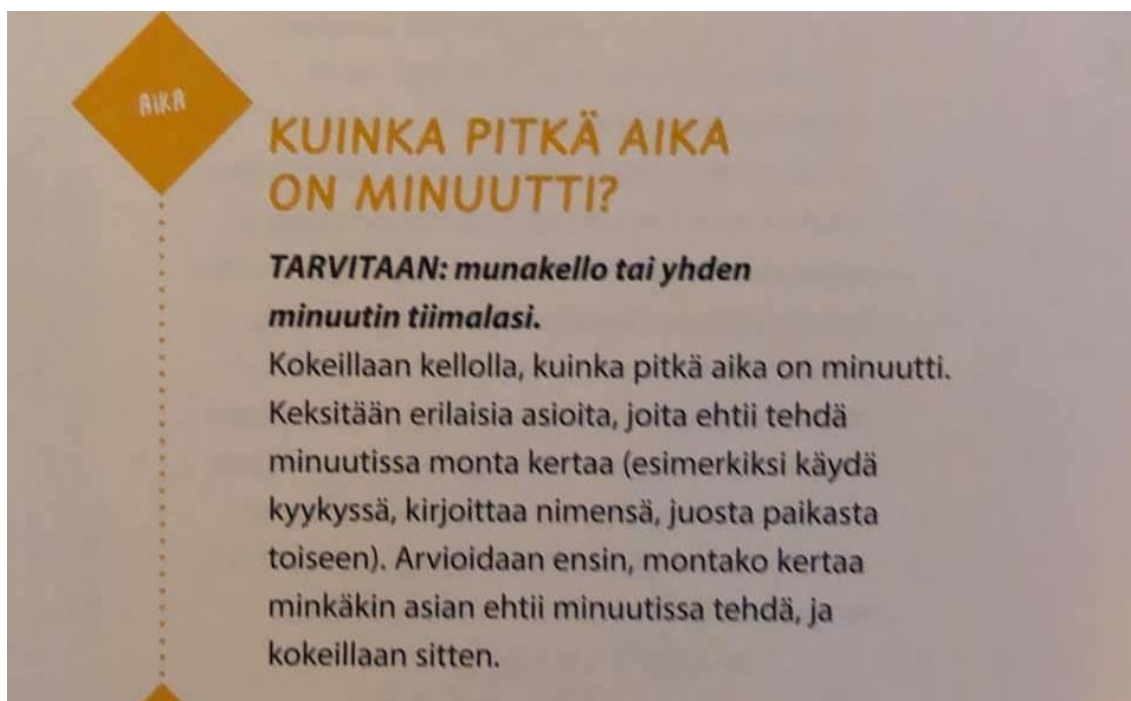 AiKA
KUINKA PITKÄ AIKA
ON MINUUTTI?
TARVITAAN: munakello tai yhden
minuutin tiimalasi.
Kokeillaan kellolla, kuinka pitkä aika on minuutti.
Keksitään erilaisia asioita, joita ehtii tehdä
minuutissa monta kertaa (esimerkiksi käydä
kyykyssä, kirjoittaa nimensä, juosta paikasta
toiseen). Arvioidaan ensin, montako kertaa
minkäkin asian ehtii minuutissa tehdä, ja
kokeillaan sitten.